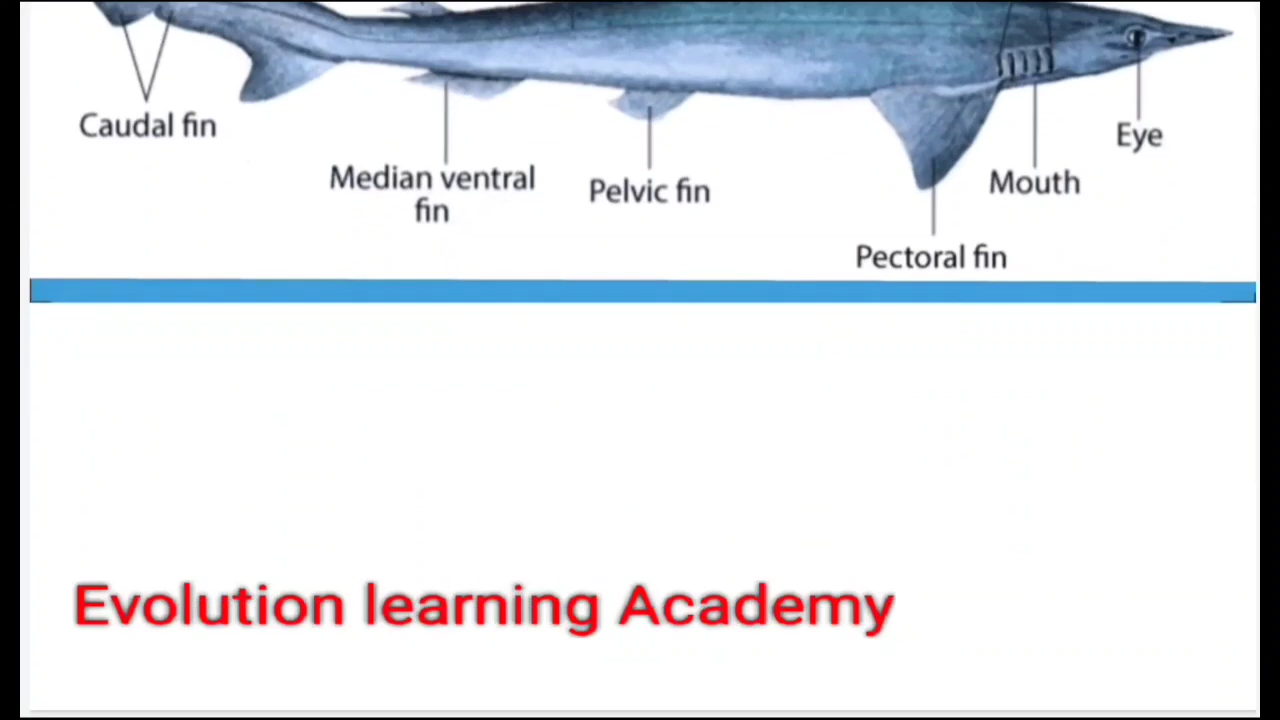 Caudal fin
Median ventral
fin
Pelvic fin
Pectoral fin
Mouth
Eye
Evolution learning Academy